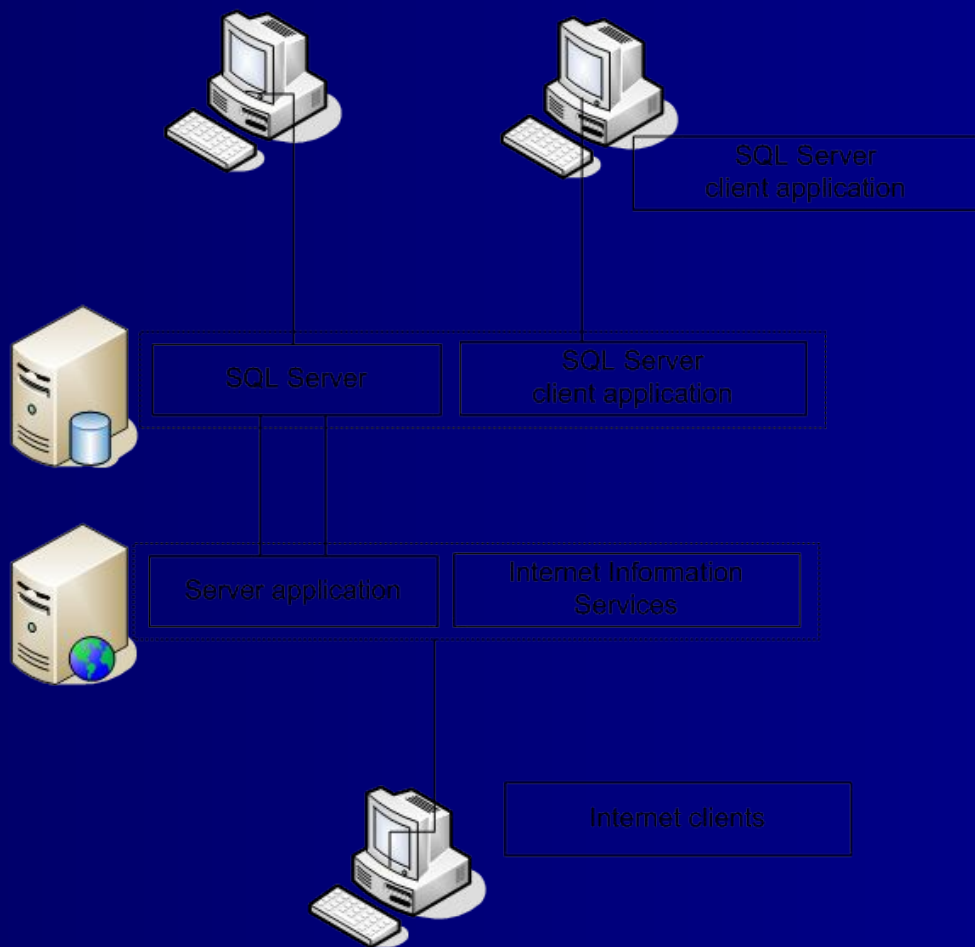 SQL Server
client application
SQL Server
SQL Server
client application
Server application
Internet Information
Services
Internet clients